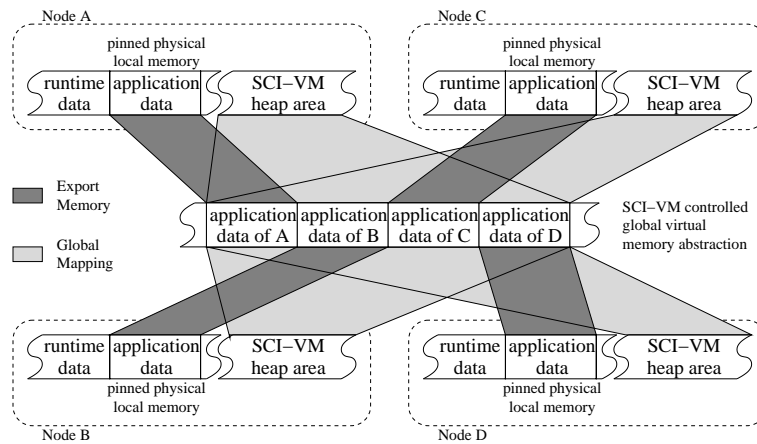 Node A
Node C
pinned physical
local memory
pinned physical
local memory
runtime
data
application
data
SCI−VM
heap area
runtime
data
application
data
SCI−VM
heap area
Export
Memory
Global
Mapping
application
data of A
application
data of B
application
data of C
application
data of D
SCI−VM controlled
global virtual
memory abstraction
runtime
data
application
data
SCI−VM
heap area
runtime
data
application
data
SCI−VM
heap area
pinned physical
local memory
pinned physical
local memory
Node B
Node D